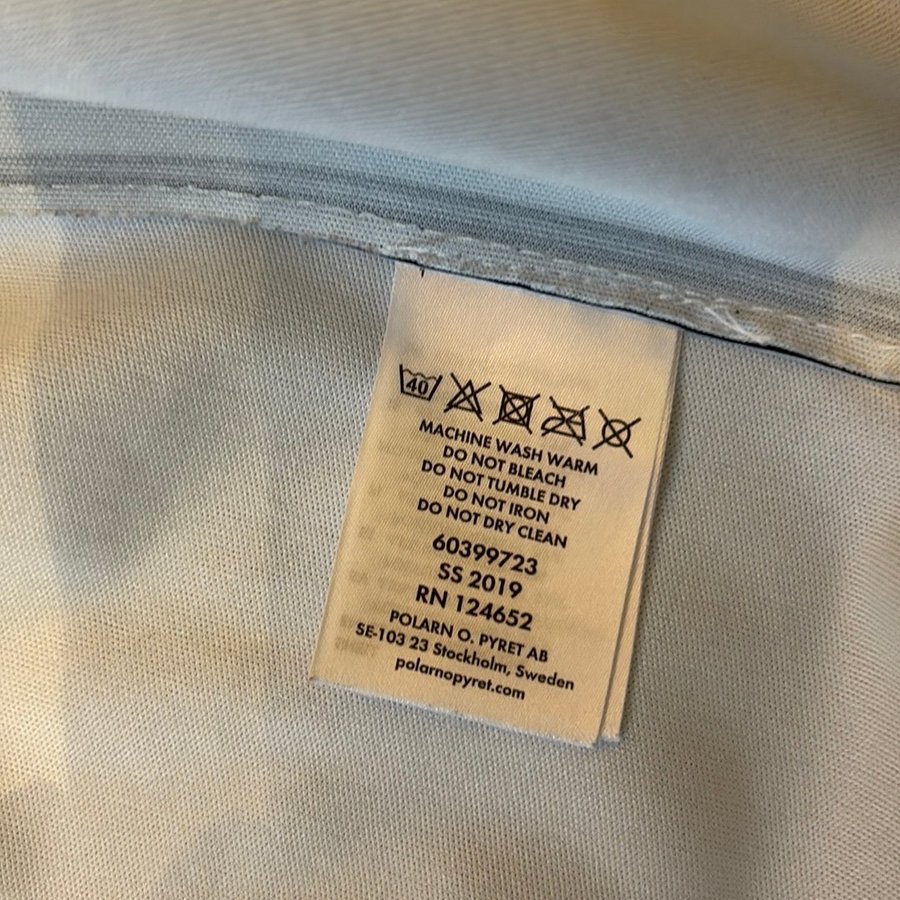 40
MACHINE WASH WARM
DO NOT BLEACH
DO NOT TUMBLE DRY
DO NOT IRON
DO NOT DRY CLEAN
60399723
SS 2019
RN 124652
POLARN O. PYRET AB
SE-103 23 Stockholm, Sweden
polarnopyret.com